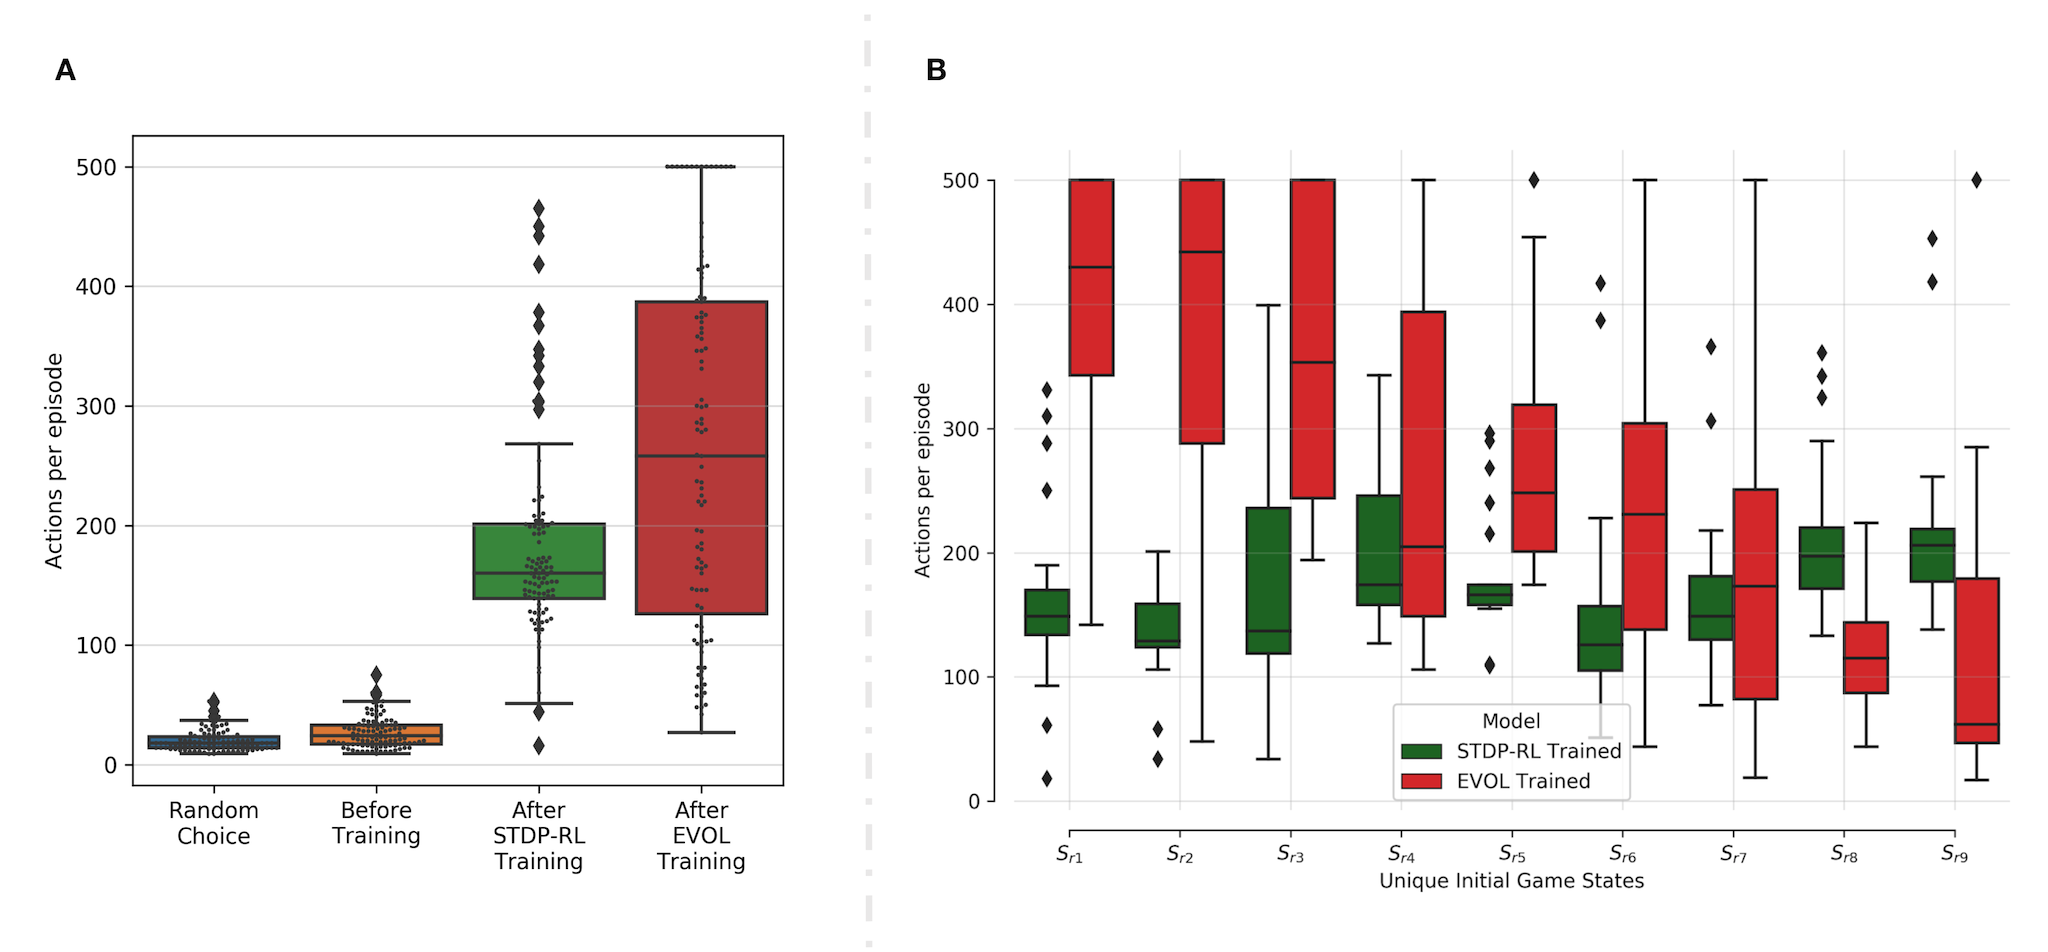 A
Actions per episode
500
400
300
200
100
0
Random
Choice
Before
Training
After
STDP-RL
Training
After
EVOL
Training
B
Actions per episode
500
400
300
200
100
0
Model
STDP-RL Trained
EVOL Trained
Sr1
Sr2
Sr3
Sr4
Sr5
Sr6
Sr7
Sr8
Sr9
Unique Initial Game States